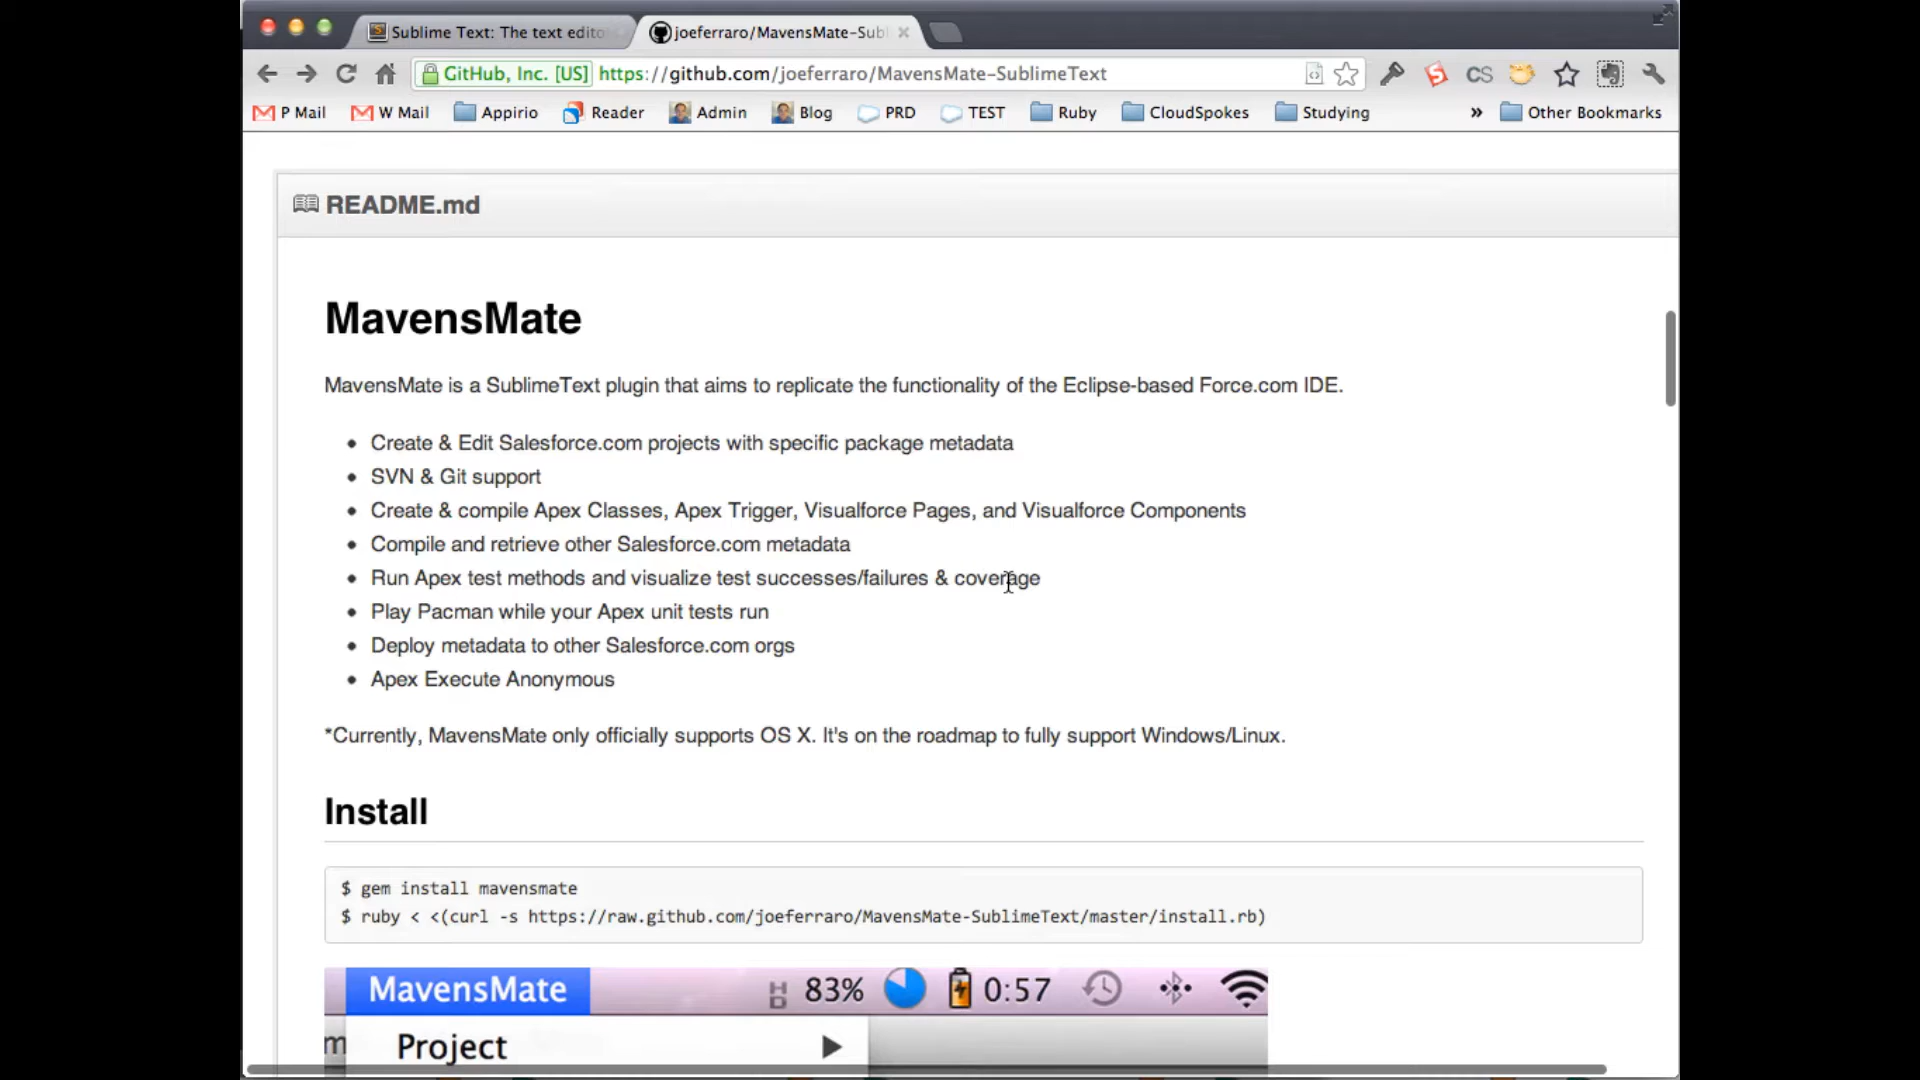 Sublime Text: The text edito
joeferraro/MavensMate-Subl
GitHub, Inc. [US] https://github.com/joeferraro/MavensMate-SublimeText
P Mail W Mail Appirio Reader Admin Blog PRD TEST Ruby CloudSpokes Studying » Other Bookmarks
README.md
MavensMate
MavensMate is a SublimeText plugin that aims to replicate the functionality of the Eclipse-based Force.com IDE.
• Create & Edit Salesforce.com projects with specific package metadata
• SVN & Git support
• Create & compile Apex Classes, Apex Trigger, Visualforce Pages, and Visualforce Components
• Compile and retrieve other Salesforce.com metadata
• Run Apex test methods and visualize test successes/failures & coverage
• Play Pacman while your Apex unit tests run
• Deploy metadata to other Salesforce.com orgs
• Apex Execute Anonymous
*Currently, MavensMate only officially supports OS X. It's on the roadmap to fully support Windows/Linux.
Install
$ gem install mavensmate
$ ruby < <(curl -s https://raw.github.com/joeferraro/MavensMate-SublimeText/master/install.rb)
MavensMate HD 83% 0:57
m Project